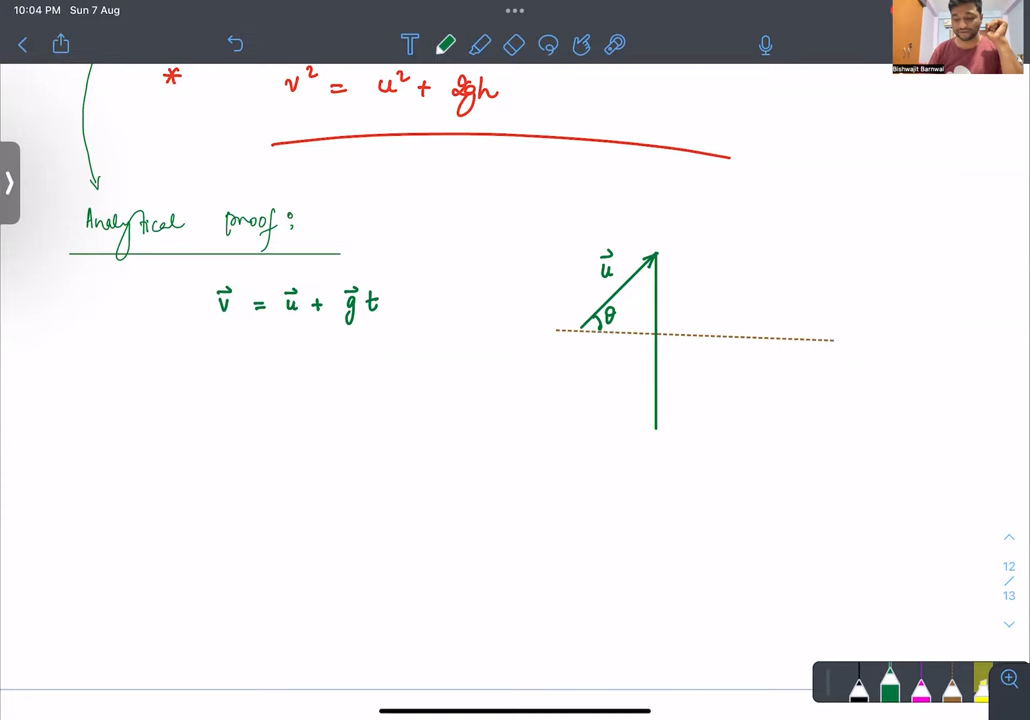 10:04 PM Sun 7 Aug
Bishwajit Barnwal
* v² = u² + 2gh
Analytical proof:
v⃗ = u⃗ + g⃗ t
u⃗
θ
12
/
13